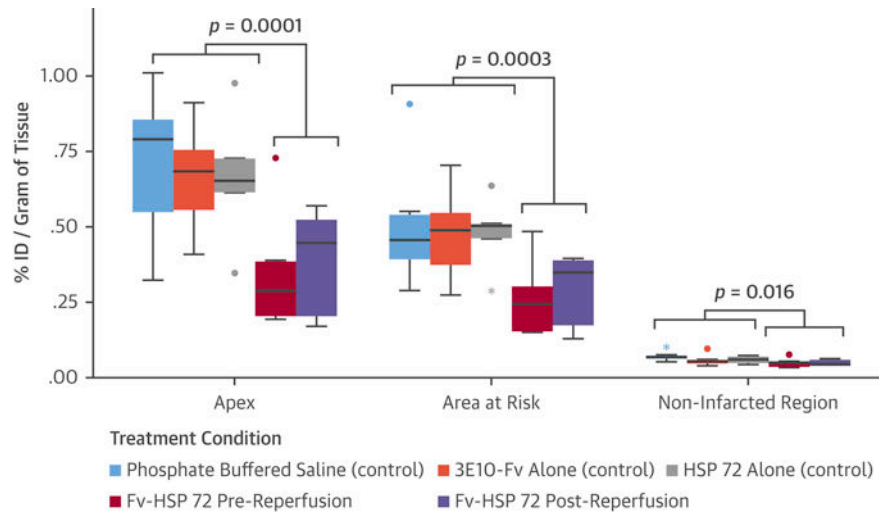 p = 0.0001
p = 0.0003
p = 0.016
1.00
.75
.50
.25
.00
% ID / Gram of Tissue
Apex
Area at Risk
Non-Infarcted Region
Treatment Condition
Phosphate Buffered Saline (control)
3E10-Fv Alone (control)
HSP 72 Alone (control)
Fv-HSP 72 Pre-Reperfusion
Fv-HSP 72 Post-Reperfusion